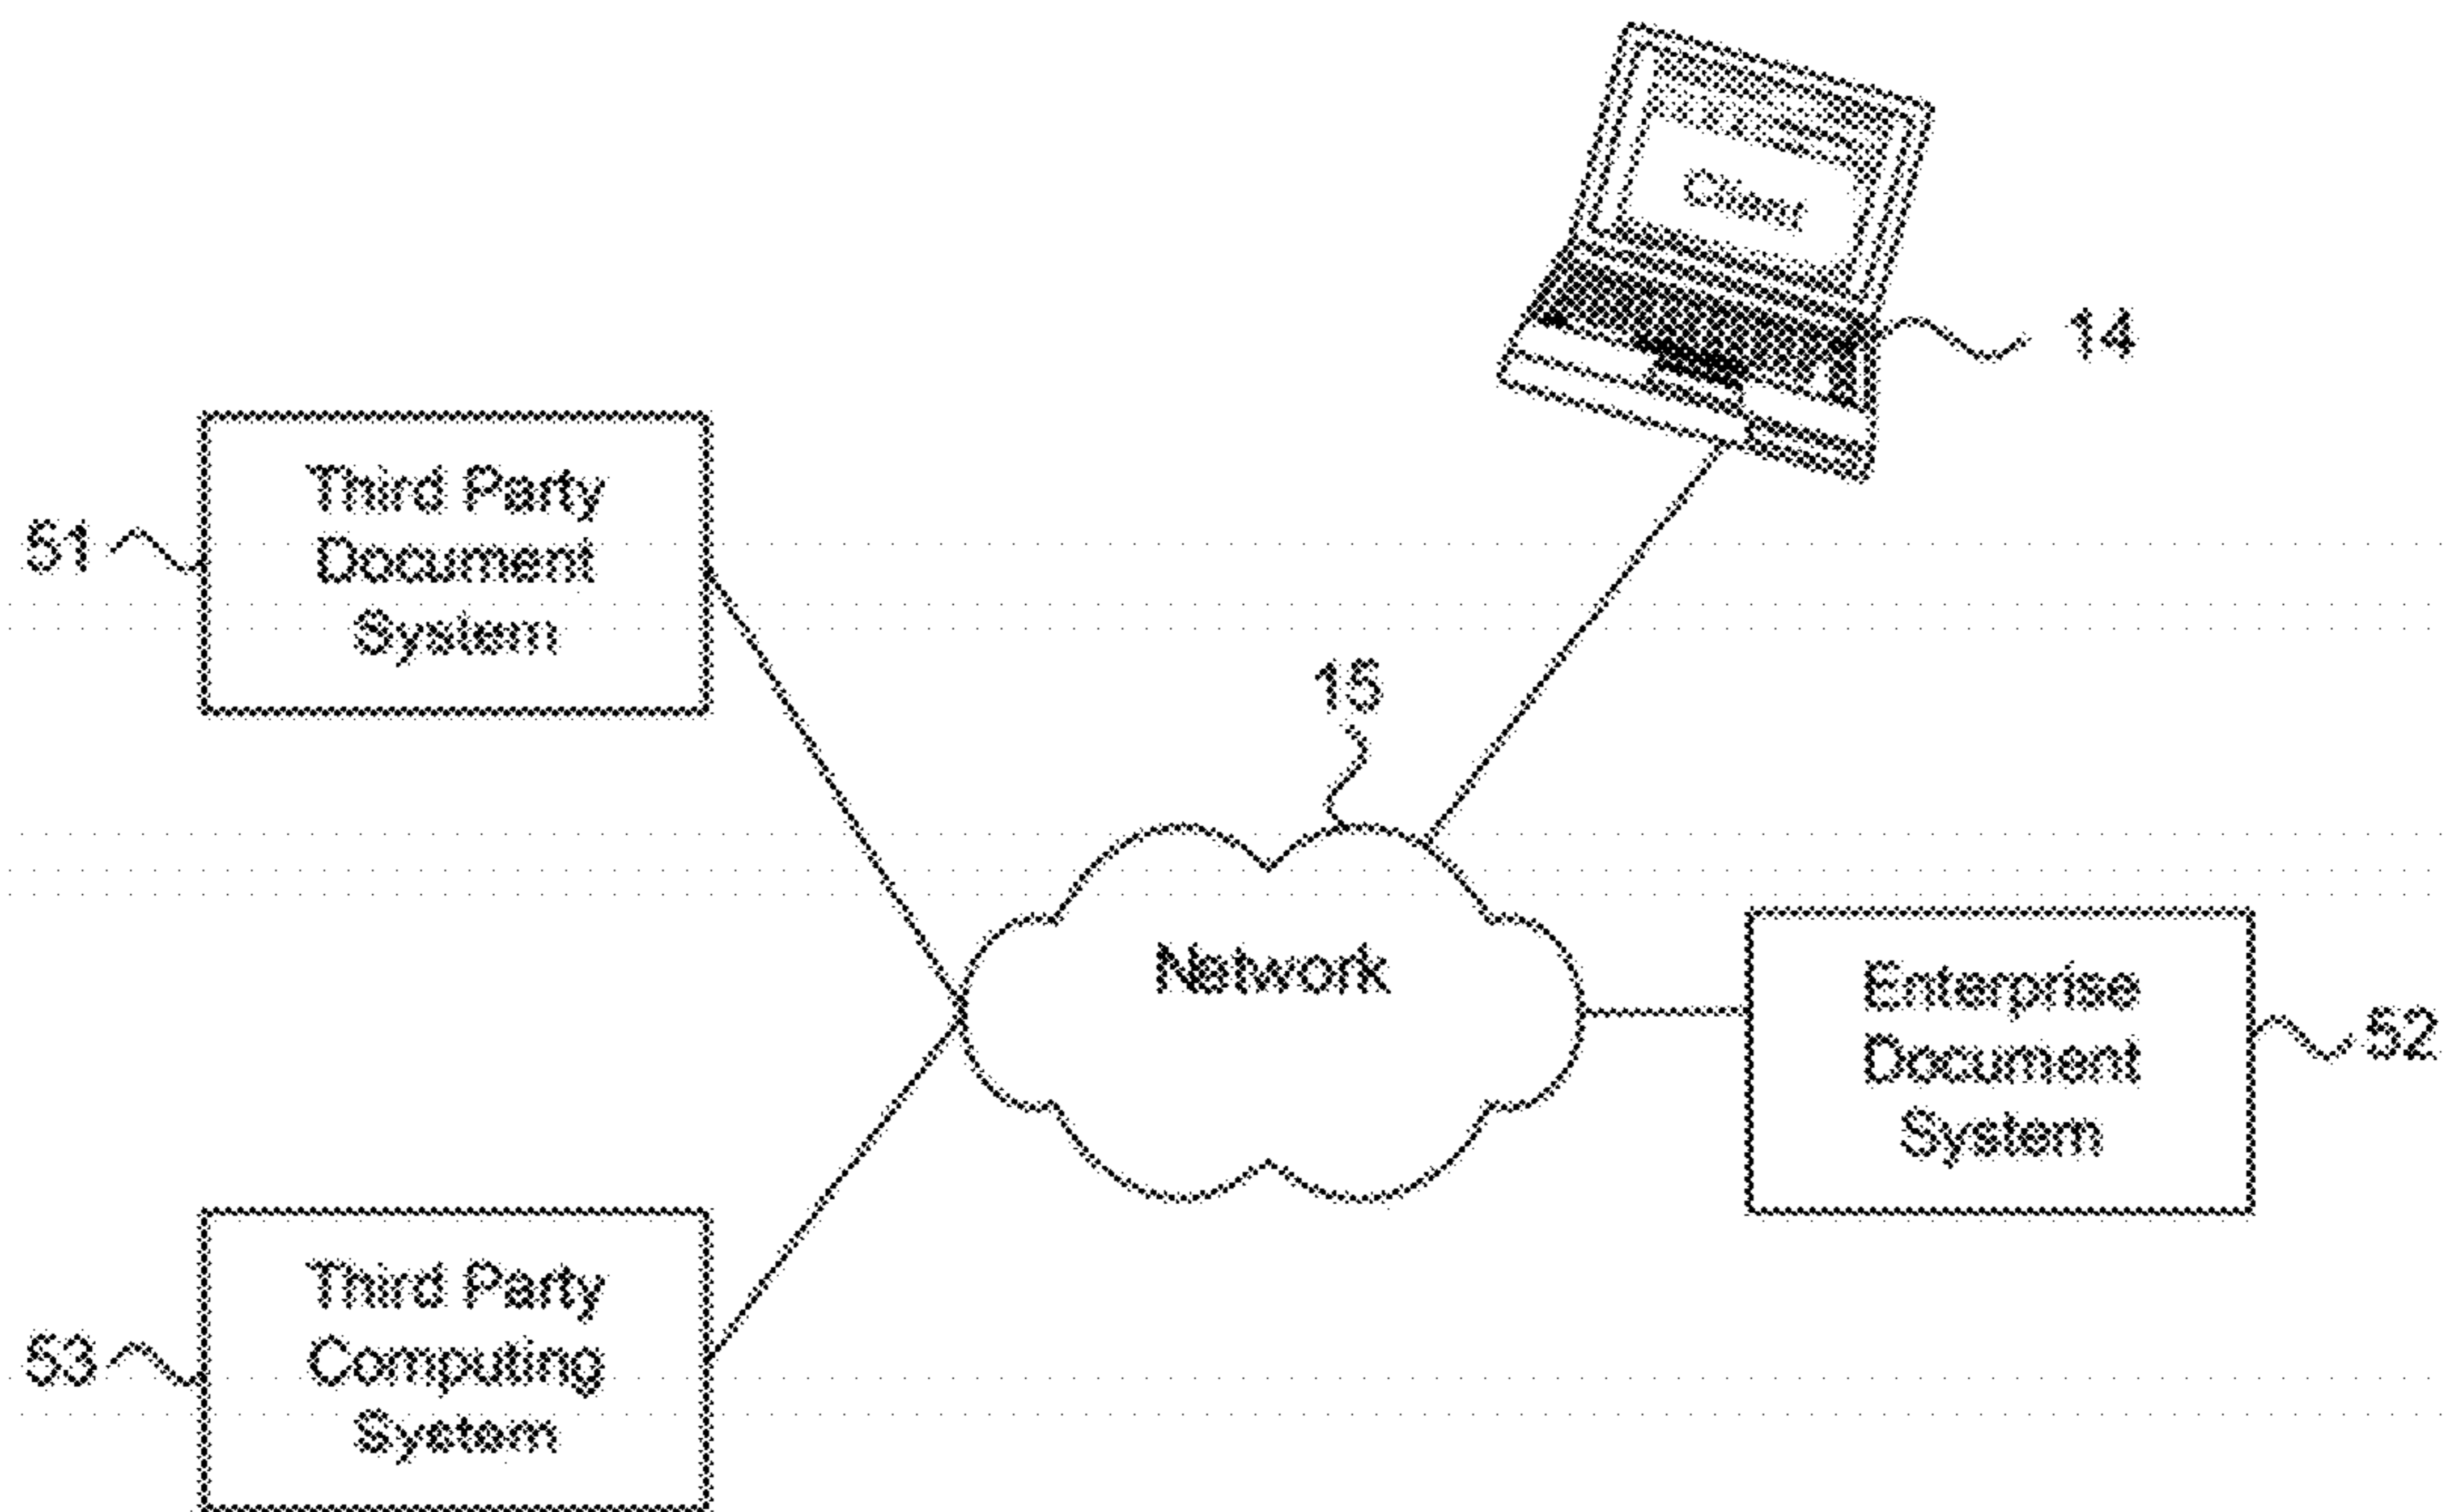 Client
14
Third Party
Document
System
51
15
Network
Enterprise
Document
System
52
Third Party
Computing
System
53